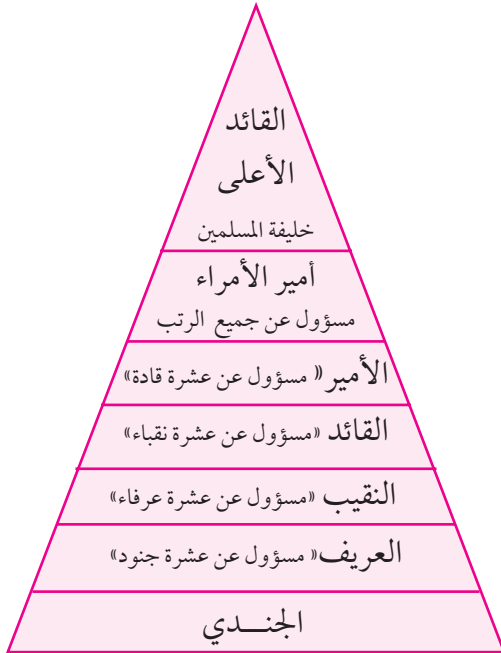 القائد
الأعلى
خليفة المسلمين
أمير الأمراء
مسؤول عن جميع الرتب
الأمير« مسؤول عن عشرة قادة»
القائد «مسؤول عن عشرة نقباء»
النقيب «مسؤول عن عشرة عرفاء»
العريف« مسؤول عن عشرة جنود»
الجنــدي